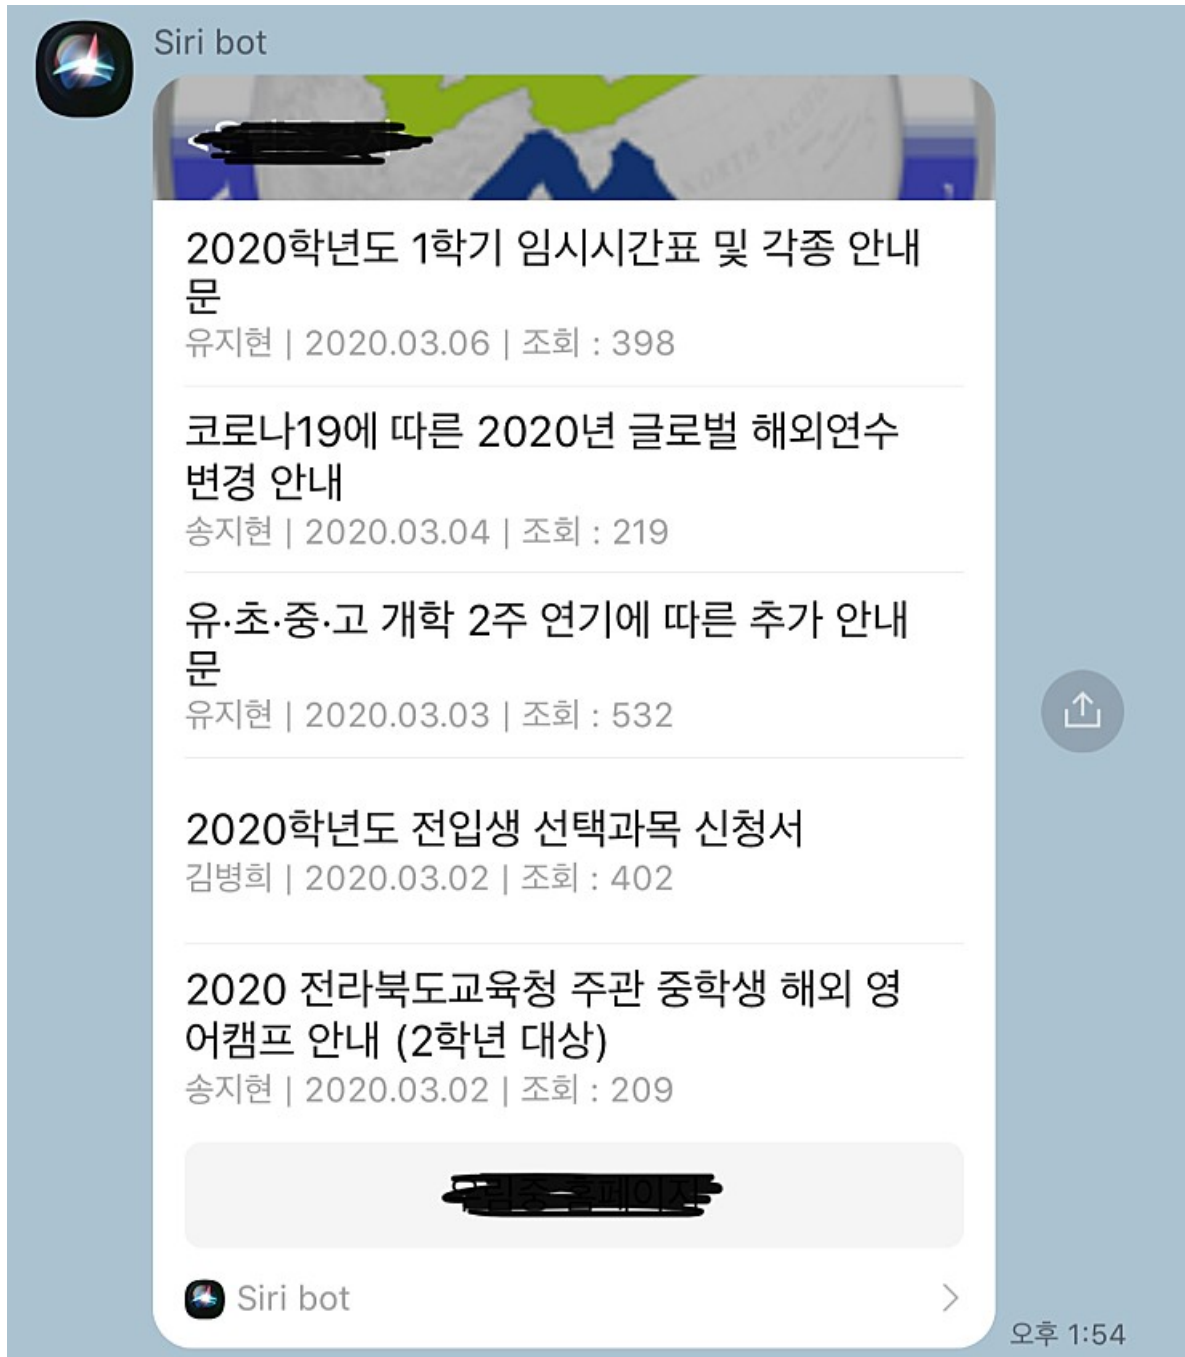 Siri bot
NORTH PACIFIC
2020학년도 1학기 임시시간표 및 각종 안내
문
유지현 | 2020.03.06 | 조회 : 398
코로나19에 따른 2020년 글로벌 해외연수
변경 안내
송지현 | 2020.03.04 | 조회 : 219
유·초·중·고 개학 2주 연기에 따른 추가 안내
문
유지현 | 2020.03.03 | 조회 : 532
2020학년도 전입생 선택과목 신청서
김병희 | 2020.03.02 | 조회 : 402
2020 전라북도교육청 주관 중학생 해외 영
어캠프 안내 (2학년 대상)
송지현 | 2020.03.02 | 조회 : 209
Siri bot
오후 1:54